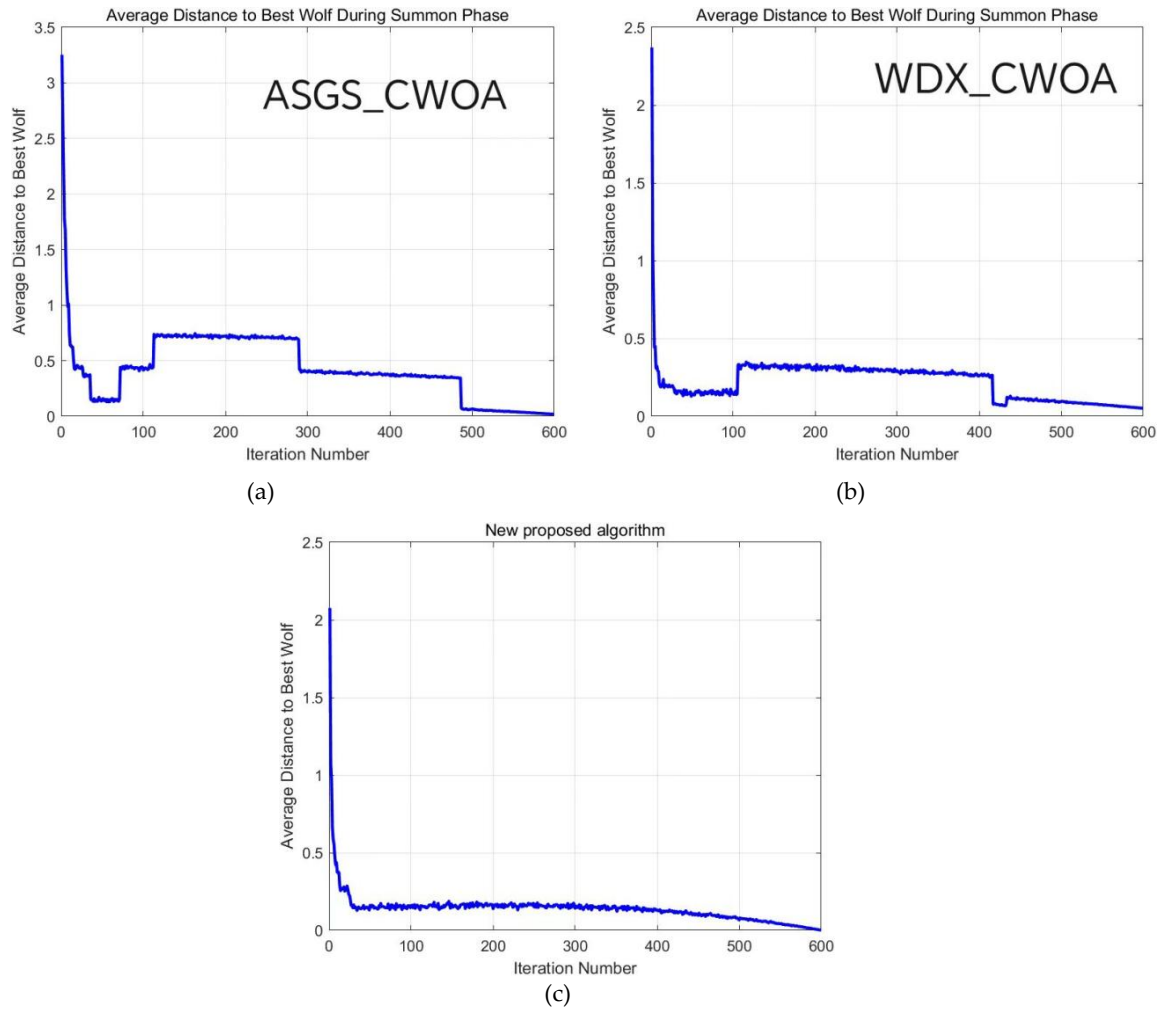 Average Distance to Best Wolf During Summon Phase
3.5
3
2.5
2
1.5
1
0.5
0
Average Distance to Best Wolf
ASGS_CWOA
0 100 200 300 400 500 600
Iteration Number
(a)
Average Distance to Best Wolf During Summon Phase
2.5
2
1.5
1
0.5
0
Average Distance to Best Wolf
WDX_CWOA
0 100 200 300 400 500 600
Iteration Number
(b)
New proposed algorithm
2.5
2
1.5
1
0.5
0
Average Distance to Best Wolf
0 100 200 300 400 500 600
Iteration Number
(c)